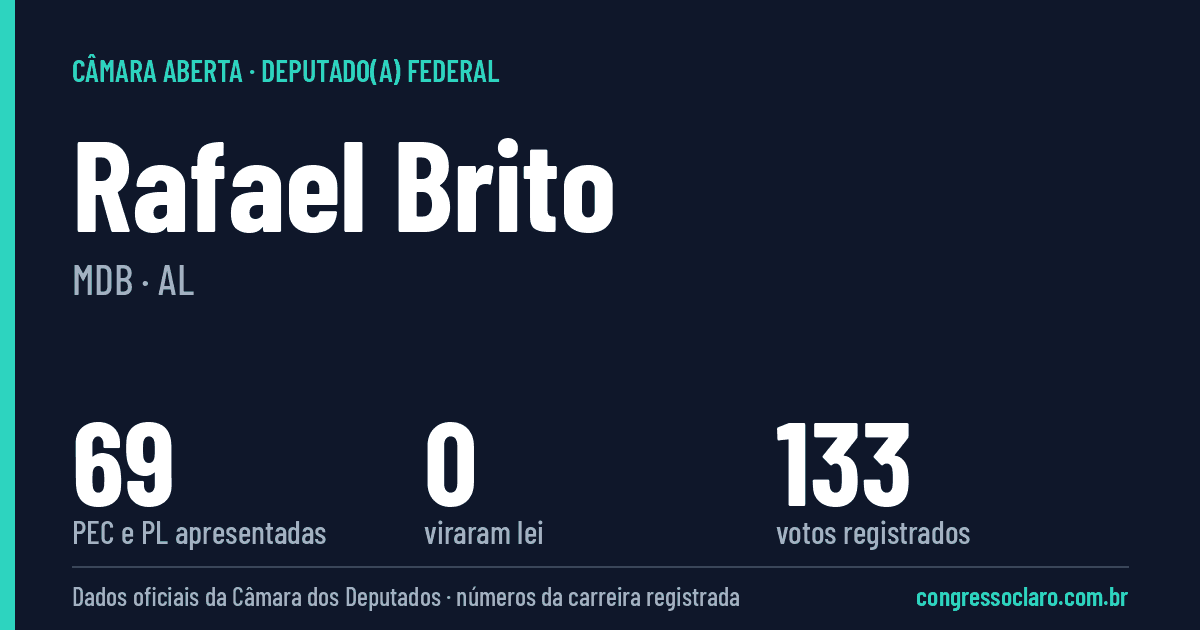 CÂMARA ABERTA · DEPUTADO(A) FEDERAL
Rafael Brito
MDB · AL
69 0 133
PEC e PL apresentadas viraram lei votos registrados
Dados oficiais da Câmara dos Deputados · números da carreira registrada congressoclaro.com.br